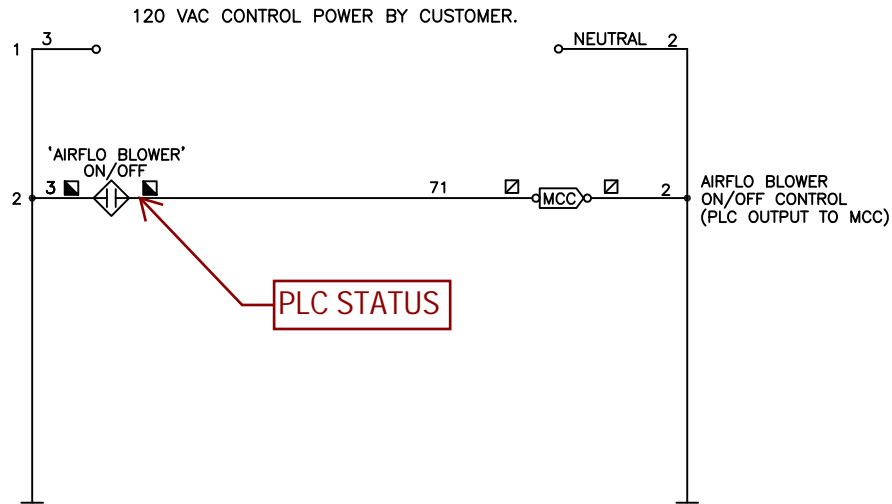 120 VAC CONTROL POWER BY CUSTOMER.
1 3 NEUTRAL 2
'AIRFLO BLOWER'
ON/OFF
2 3 71 MCC 2
AIRFLO BLOWER
ON/OFF CONTROL
(PLC OUTPUT TO MCC)
PLC STATUS